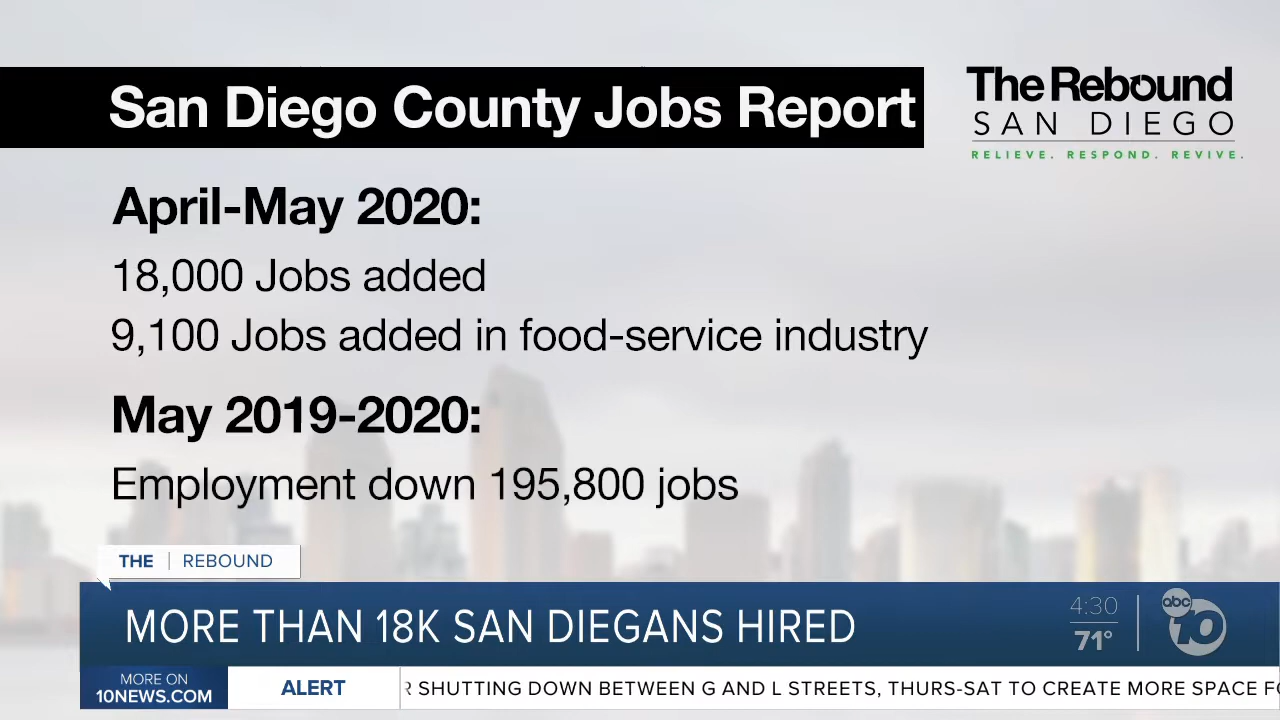 San Diego County Jobs Report
The Rebound
SAN DIEGO
RELIEVE. RESPOND. REVIVE.
April-May 2020:
18,000 Jobs added
9,100 Jobs added in food-service industry
May 2019-2020:
Employment down 195,800 jobs
THE | REBOUND
MORE THAN 18K SAN DIEGANS HIRED
4:30
71°
abc 10
MORE ON
10NEWS.COM
ALERT
SHUTTING DOWN BETWEEN G AND L STREETS, THURS-SAT TO CREATE MORE SPACE